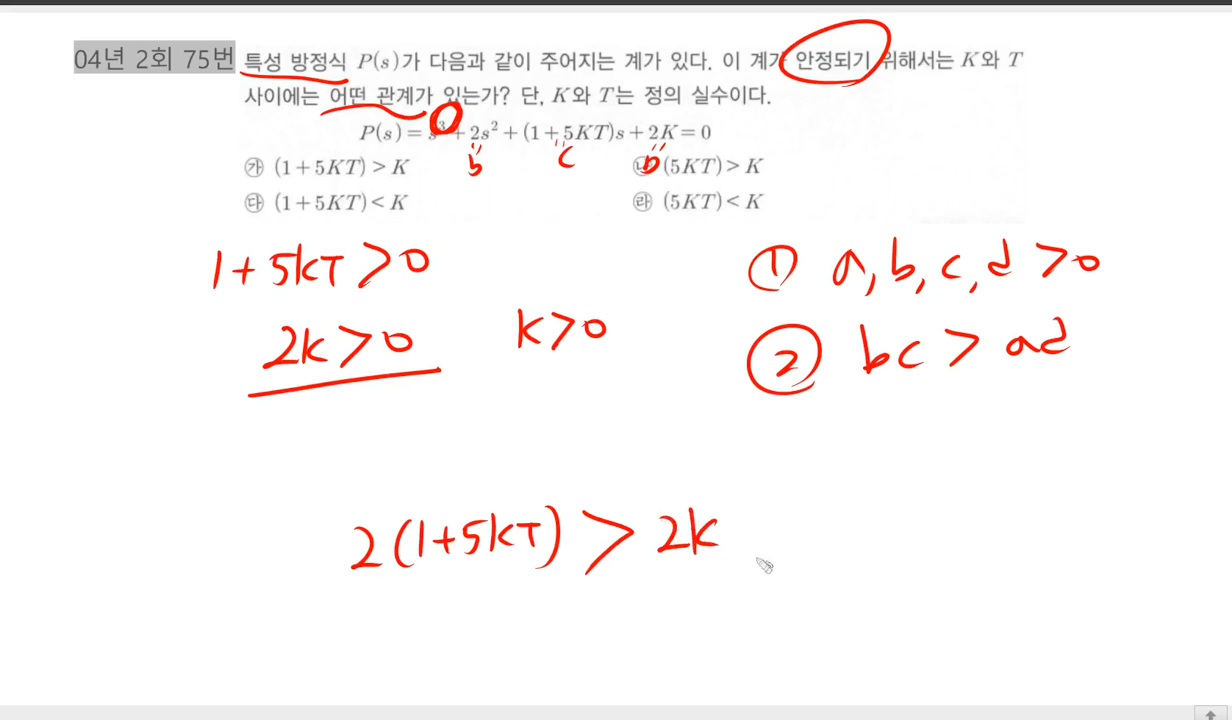 04년 2회 75번 특성 방정식 P(s)가 다음과 같이 주어지는 계가 있다. 이 계가 안정되기 위해서는 K와 T
사이에는 어떤 관계가 있는가? 단, K와 T는 정의 실수이다.
P(s) = s³ + 2s² + (1 + 5KT)s + 2K = 0
b c
㉮ (1 + 5KT) > K ㉯ (5KT) > K
㉰ (1 + 5KT) < K ㉱ (5KT) < K
1 + 5KT > 0 ① a, b, c, d > 0
2K > 0 K > 0 ② bc > ad
2(1+5KT) > 2K